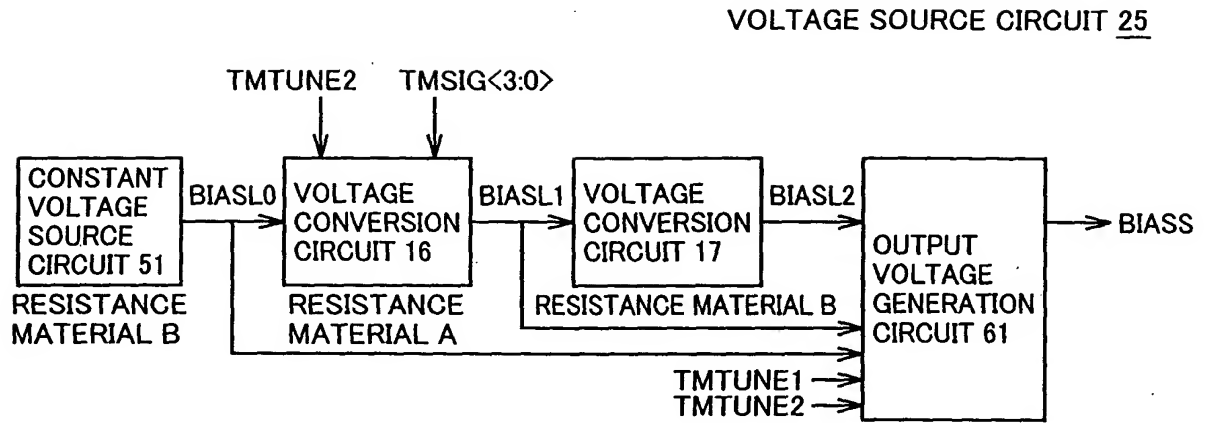 VOLTAGE SOURCE CIRCUIT 25
TMTUNE2
TMSIG<3:0>
CONSTANT
VOLTAGE
SOURCE
CIRCUIT 51
BIASL0
VOLTAGE
CONVERSION
CIRCUIT 16
BIASL1
VOLTAGE
CONVERSION
CIRCUIT 17
BIASL2
OUTPUT
VOLTAGE
GENERATION
CIRCUIT 61
BIASS
RESISTANCE
MATERIAL B
RESISTANCE
MATERIAL A
RESISTANCE MATERIAL B
TMTUNE1
TMTUNE2